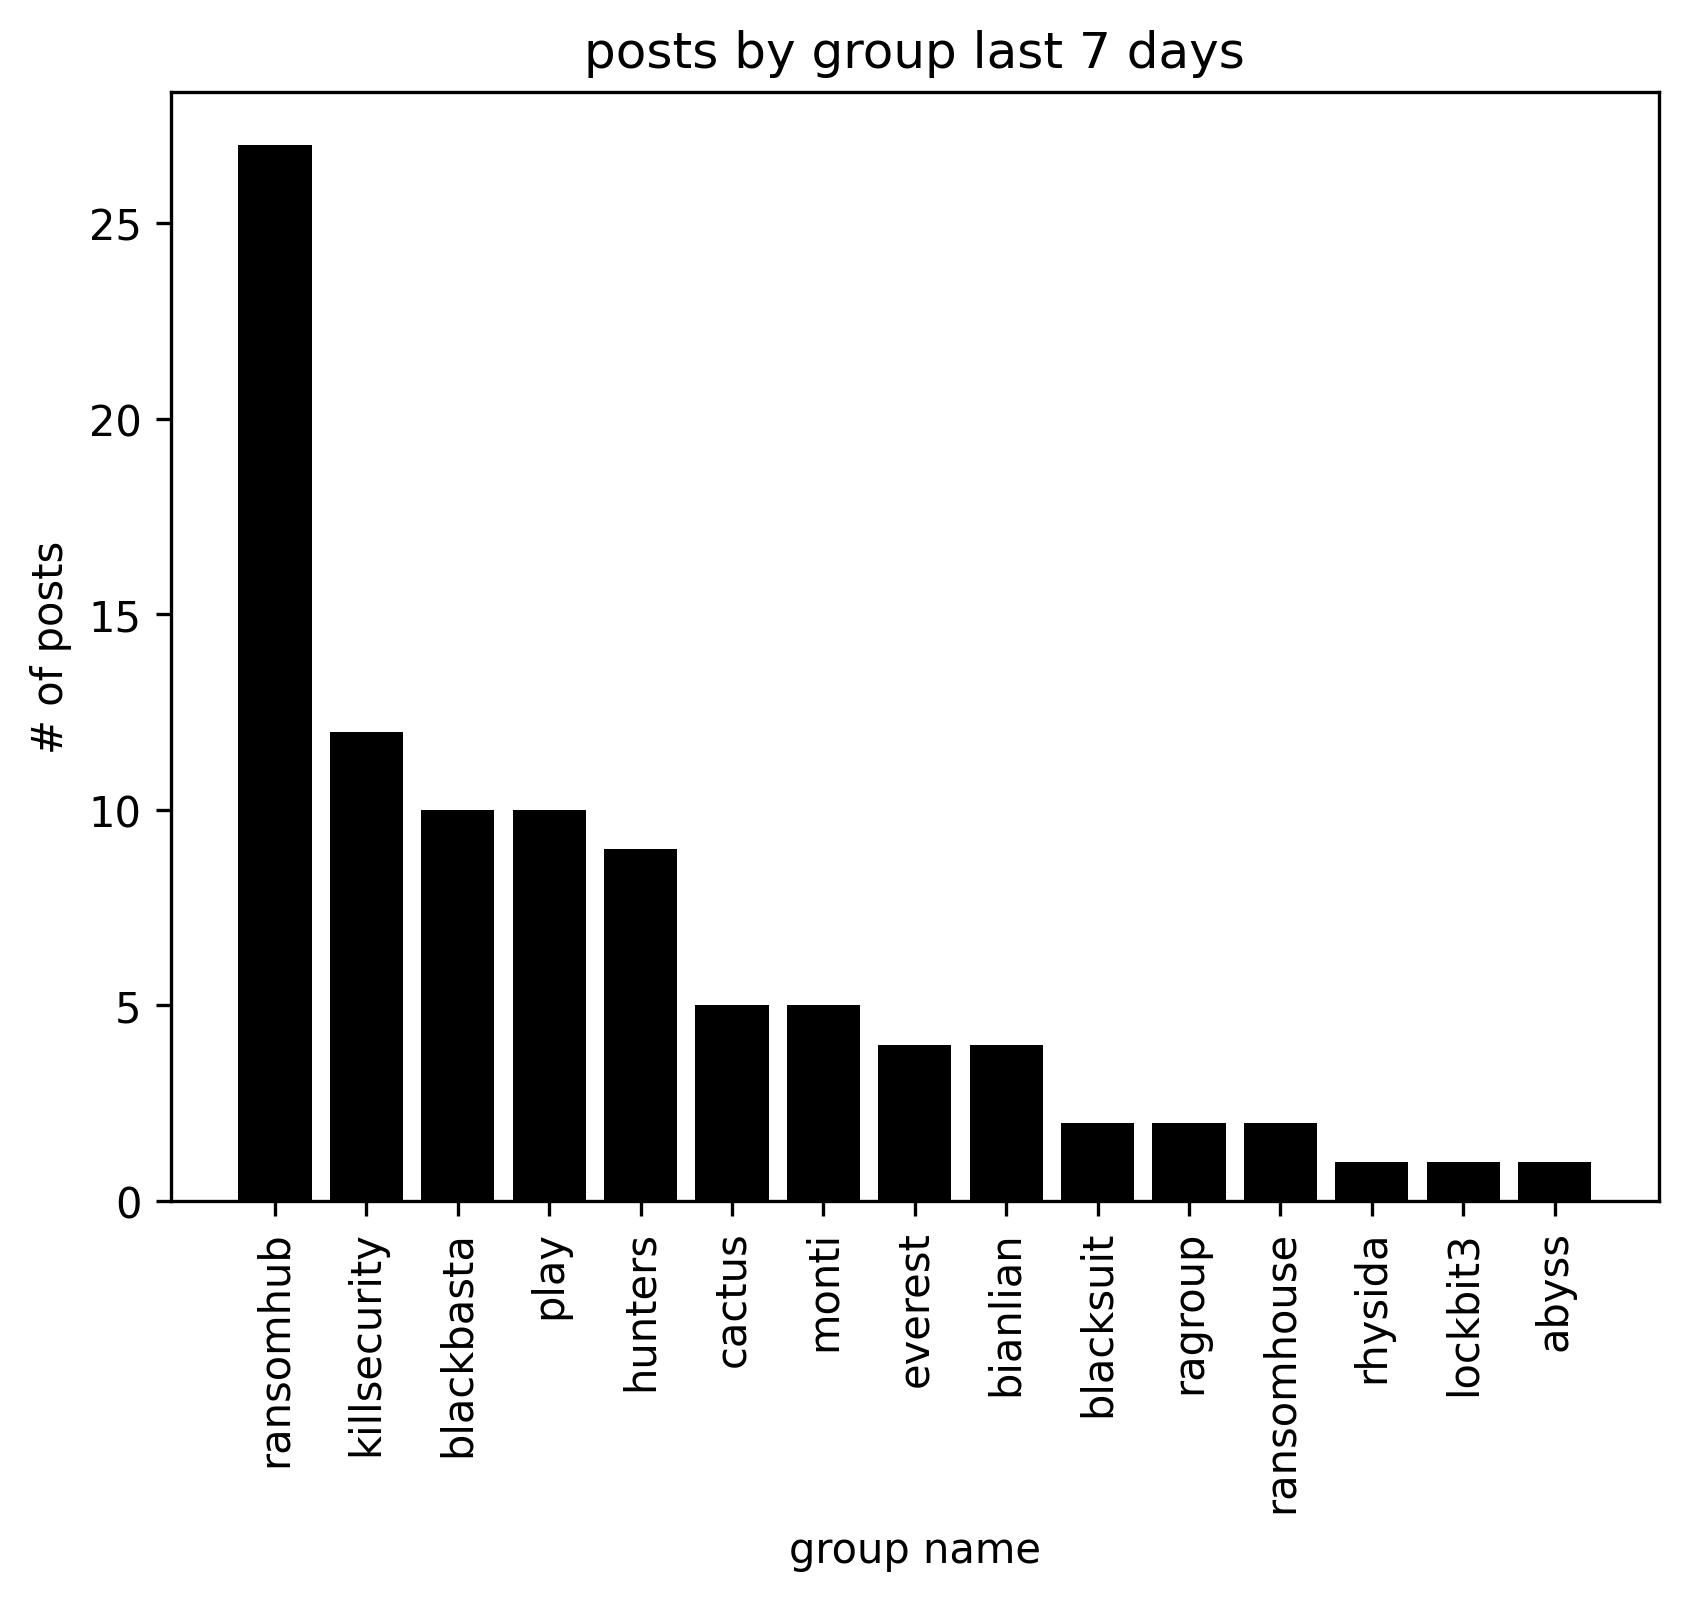 posts by group last 7 days
# of posts
25
20
15
10
5
0
ransomhub
killsecurity
blackbasta
play
hunters
cactus
monti
everest
bianlian
blacksuit
ragroup
ransomhouse
rhysida
lockbit3
abyss
group name